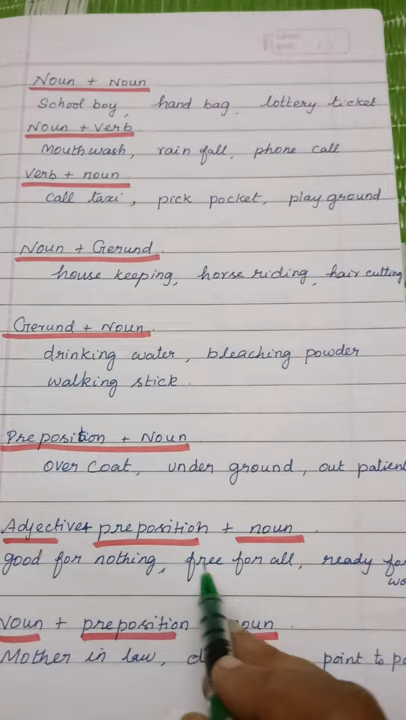 Noun + Noun
School boy, hand bag, lottery ticket
Noun + verb
Mouth wash, rain fall, phone call
verb + noun
call taxi, pick pocket, play ground
Noun + Gerund
house keeping, horse riding, hair cutting
Gerund + Noun
drinking water, bleaching powder
walking stick
Preposition + Noun
over coat, under ground, out patient
Adjective + preposition + noun
good for nothing, free for all, ready for
Noun + preposition noun
Mother in law, point to